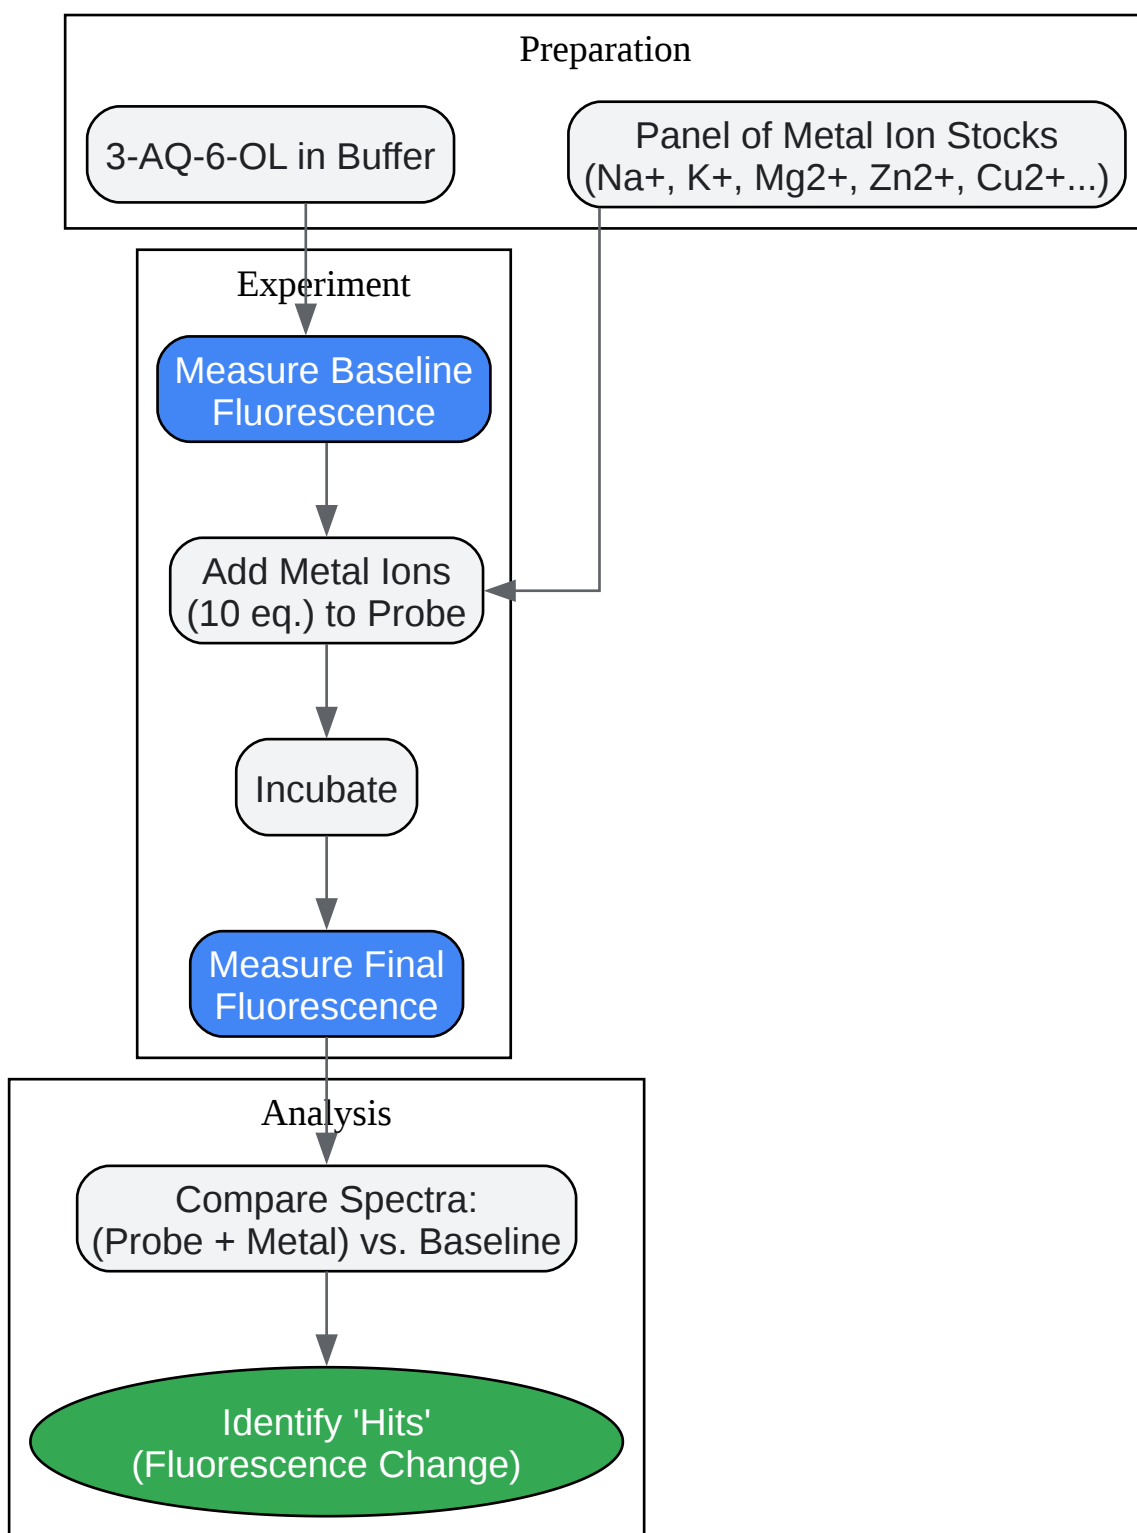 Preparation
3-AQ-6-OL in Buffer
Panel of Metal Ion Stocks
(Na+, K+, Mg2+, Zn2+, Cu2+...)
Experiment
Measure Baseline
Fluorescence
Add Metal Ions
(10 eq.) to Probe
Incubate
Measure Final
Fluorescence
Analysis
Compare Spectra:
(Probe + Metal) vs. Baseline
Identify 'Hits'
(Fluorescence Change)